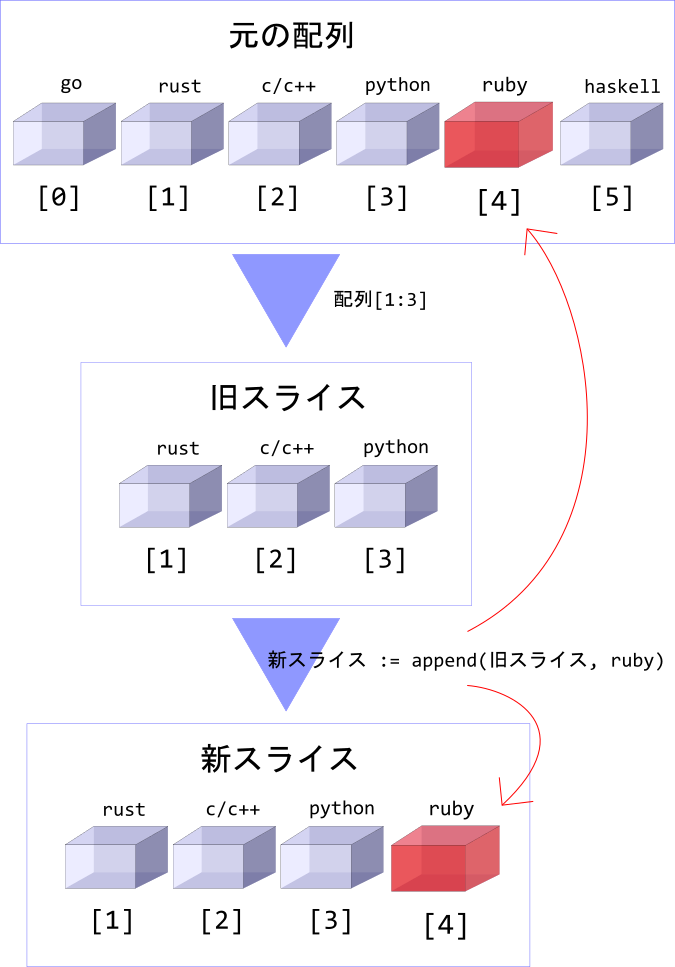 元の配列
go rust c/c++ python ruby haskell
[0] [1] [2] [3] [4] [5]
配列[1:3]
旧スライス
rust c/c++ python
[1] [2] [3]
新スライス := append(旧スライス, ruby)
新スライス
rust c/c++ python ruby
[1] [2] [3] [4]